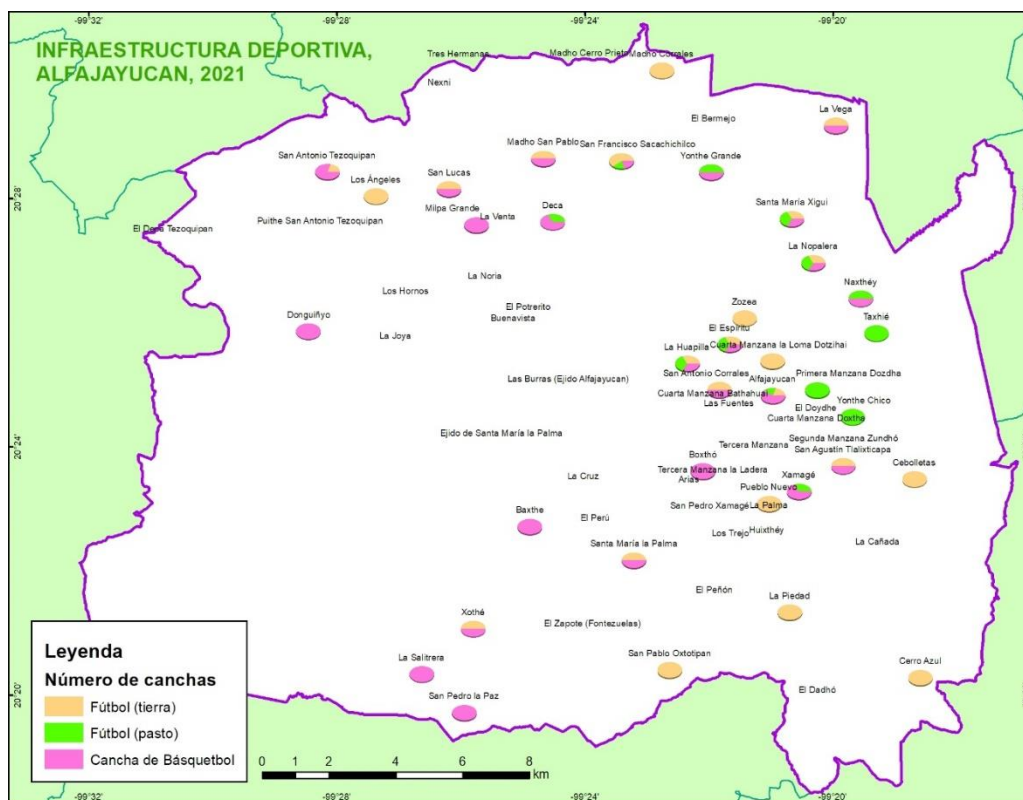 -99°32'
-99°28'
-99°24'
-99°20'
INFRAESTRUCTURA DEPORTIVA,
ALFAJAYUCAN, 2021
Tres Hermanas
Madho Cerro Prieto
Madho Corrales
Nexni
La Vega
El Bermejo
San Antonio Tezoquipan
Madho San Pablo
San Francisco Sacachichilco
Yonthe Grande
Los Ángeles
San Lucas
20°28'
20°28'
Milpa Grande
La Venta
Deca
Santa María Xigui
Puithe San Antonio Tezoquipan
El Dexe Tezoquipan
La Nopalera
La Noria
Naxthéy
Los Hornos
El Potrerito
Buenavista
Zozea
Donguiñyo
La Joya
El Espíritu
Taxhié
La Huapilla
Cuarta Manzana la Loma Dotzihai
San Antonio Corrales
Alfajayucan
Primera Manzana Dozdha
Las Burras (Ejido Alfajayucan)
Cuarta Manzana Bathahuai
Las Fuentes
El Doydhe
Yonthe Chico
Cuarta Manzana Doxthe
20°24'
20°24'
Ejido de Santa María la Palma
Tercera Manzana
Segunda Manzana Zundhó
San Agustín Tlalixticapa
Boxthó
Cebolletas
Tercera Manzana la Ladera
Xamagé
La Cruz
Arias
Pueblo Nuevo
San Pedro Xamagé
La Palma
Baxthe
El Perú
Los Trejo
Huixthéy
Santa María la Palma
La Cañada
El Peñón
La Piedad
Xothé
El Zapote (Fontezuelas)
La Salitrera
San Pablo Oxtotipan
Cerro Azul
San Pedro la Paz
El Dadhó
20°20'
20°20'
Leyenda
Número de canchas
Fútbol (tierra)
Fútbol (pasto)
Cancha de Básquetbol
0 1 2 4 6 8
km
-99°32'
-99°28'
-99°24'
-99°20'